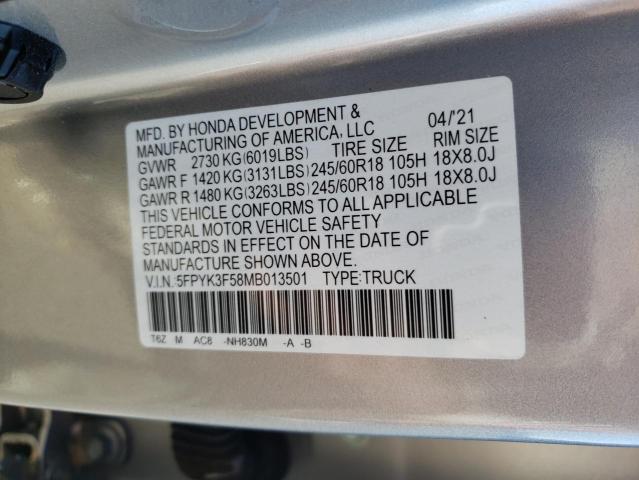 MFD. BY HONDA DEVELOPMENT &
MANUFACTURING OF AMERICA, LLC 04/'21
GVWR 2730 KG(6019LBS) TIRE SIZE RIM SIZE
GAWR F 1420 KG(3131LBS)245/60R18 105H 18X8.0J
GAWR R 1480 KG(3263LBS)245/60R18 105H 18X8.0J
THIS VEHICLE CONFORMS TO ALL APPLICABLE
FEDERAL MOTOR VEHICLE SAFETY
STANDARDS IN EFFECT ON THE DATE OF
MANUFACTURE SHOWN ABOVE.
V.I.N.:5FPYK3F58MB013501 TYPE:TRUCK
T6Z M AC8 -NH830M -A -B